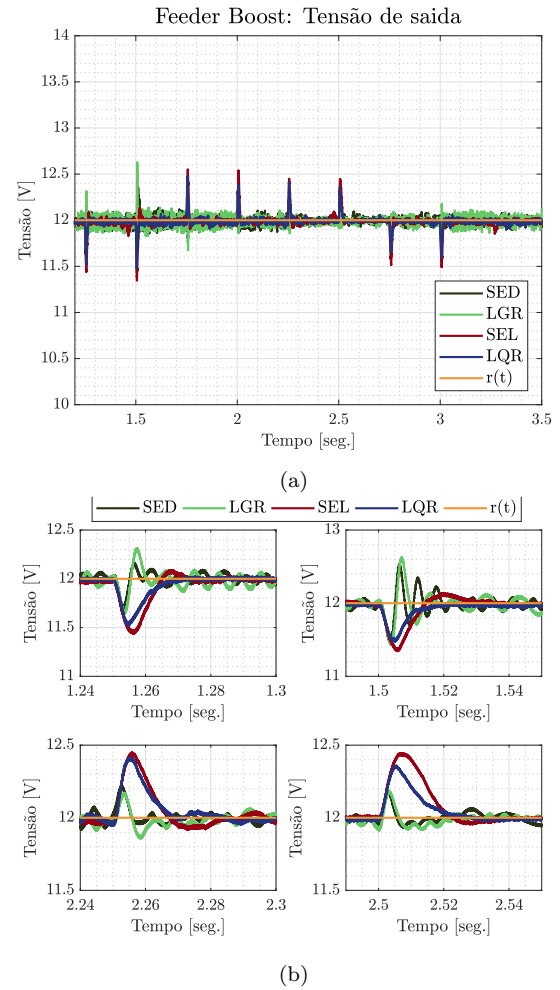 Feeder Boost: Tensão de saida
14
13.5
13
12.5
12
11.5
11
10.5
10
Tensão [V]
SED
LGR
SEL
LQR
r(t)
1.5 2 2.5 3 3.5
Tempo [seg.]
(a)
SED LGR SEL LQR r(t)
12.5
12
11.5
11
Tensão [V]
1.24 1.26 1.28 1.3
Tempo [seg.]
13
12
11
Tensão [V]
1.5 1.52 1.54
Tempo [seg.]
12.5
12
11.5
Tensão [V]
2.24 2.26 2.28 2.3
Tempo [seg.]
12.5
12
11.5
Tensão [V]
2.5 2.52 2.54
Tempo [seg.]
(b)